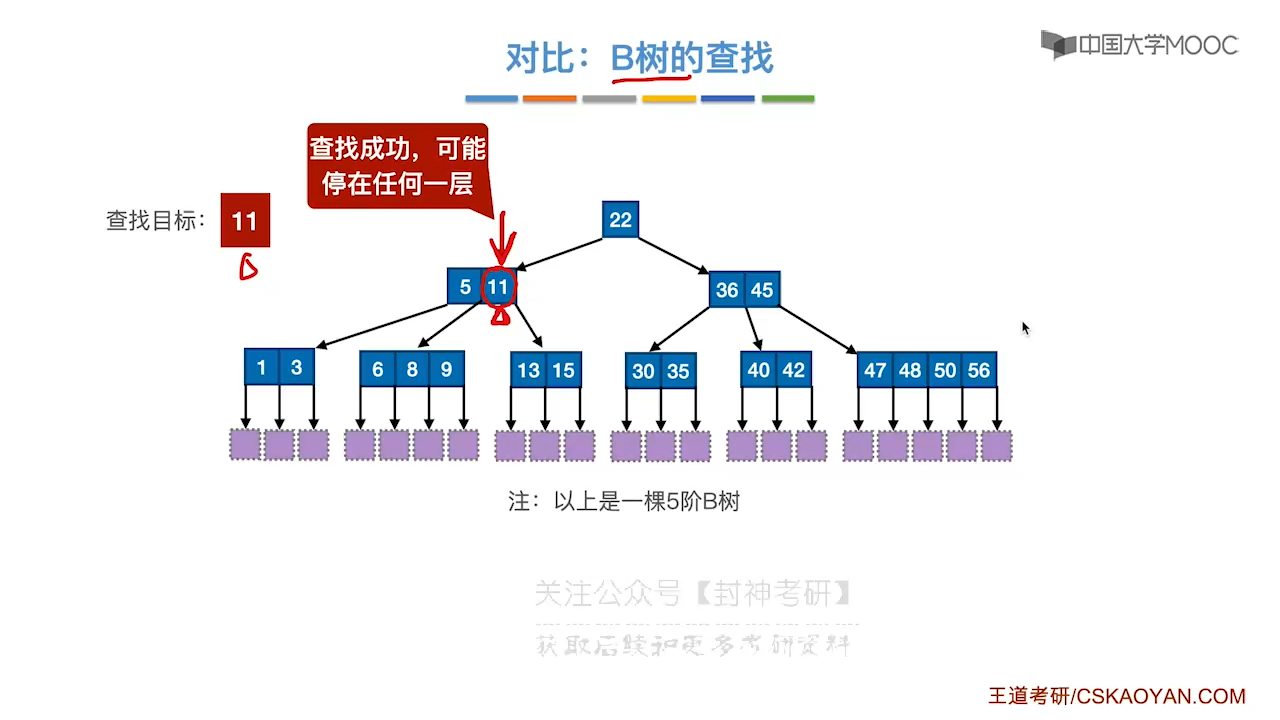 对比：B树的查找
中国大学MOOC
查找成功，可能
停在任何一层
查找目标：
11
22
5 11
36 45
1 3
6 8 9
13 15
30 35
40 42
47 48 50 56
注：以上是一棵5阶B树
关注公众号【封神考研】
获取后续和更多考研资料
王道考研/CSKAOYAN.COM